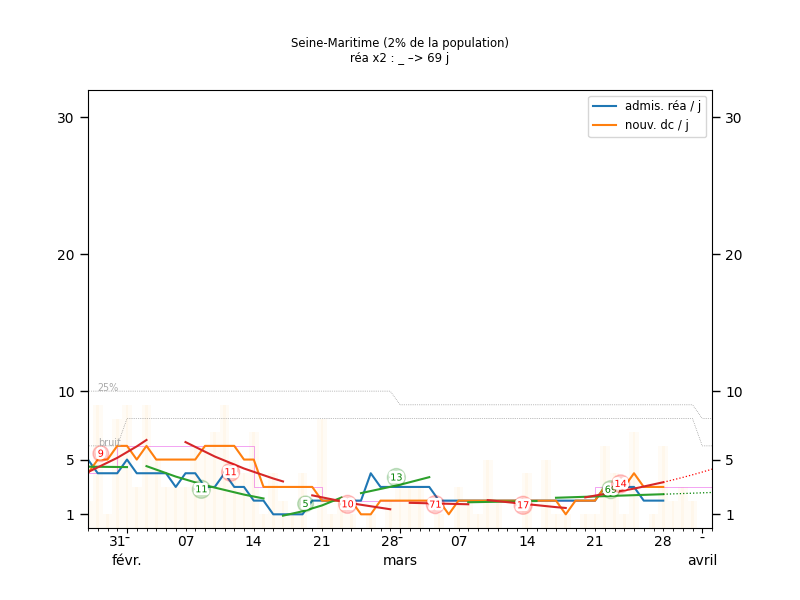 Seine-Maritime (2% de la population)
réa x2 : _ –> 69 j
admis. réa / j
nouv. dc / j
30 30
20 20
10 10
5 5
1 1
25%
bruit
9
11
11
5
10
13
71
17
69
14
31- 07 14 21 28- 07 14 21 28 -
févr. mars avril